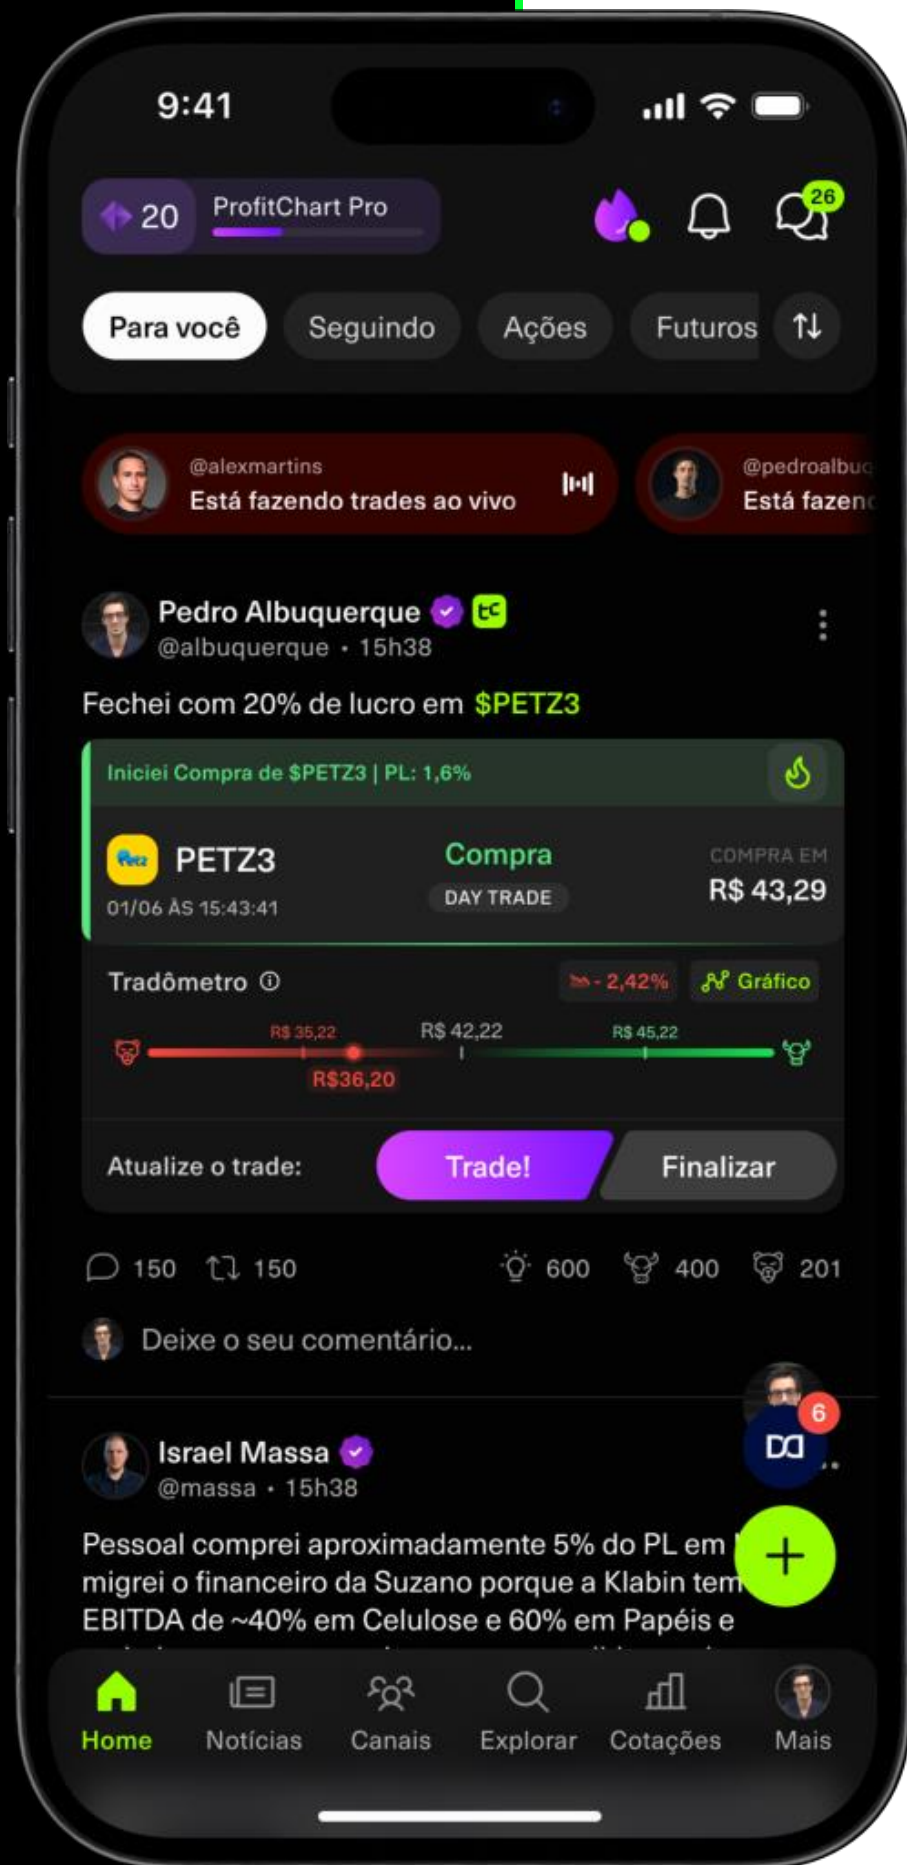 9:41
20 ProfitChart Pro
26
Para você Seguindo Ações Futuros
@alexmartins
Está fazendo trades ao vivo
@pedroalbuq
Está fazen
Pedro Albuquerque tc
@albuquerque • 15h38
Fechei com 20% de lucro em $PETZ3
Iniciei Compra de $PETZ3 | PL: 1,6%
Petz PETZ3
01/06 ÀS 15:43:41
Compra
DAY TRADE
COMPRA EM
R$ 43,29
Tradômetro - 2,42% Gráfico
R$ 35,22 R$ 42,22 R$ 45,22
R$36,20
Atualize o trade: Trade! Finalizar
150 150 600 400 201
Deixe o seu comentário...
6
Israel Massa
@massa • 15h38
Pessoal comprei aproximadamente 5% do PL em
migrei o financeiro da Suzano porque a Klabin tem
EBITDA de ~40% em Celulose e 60% em Papéis e
Home Notícias Canais Explorar Cotações Mais